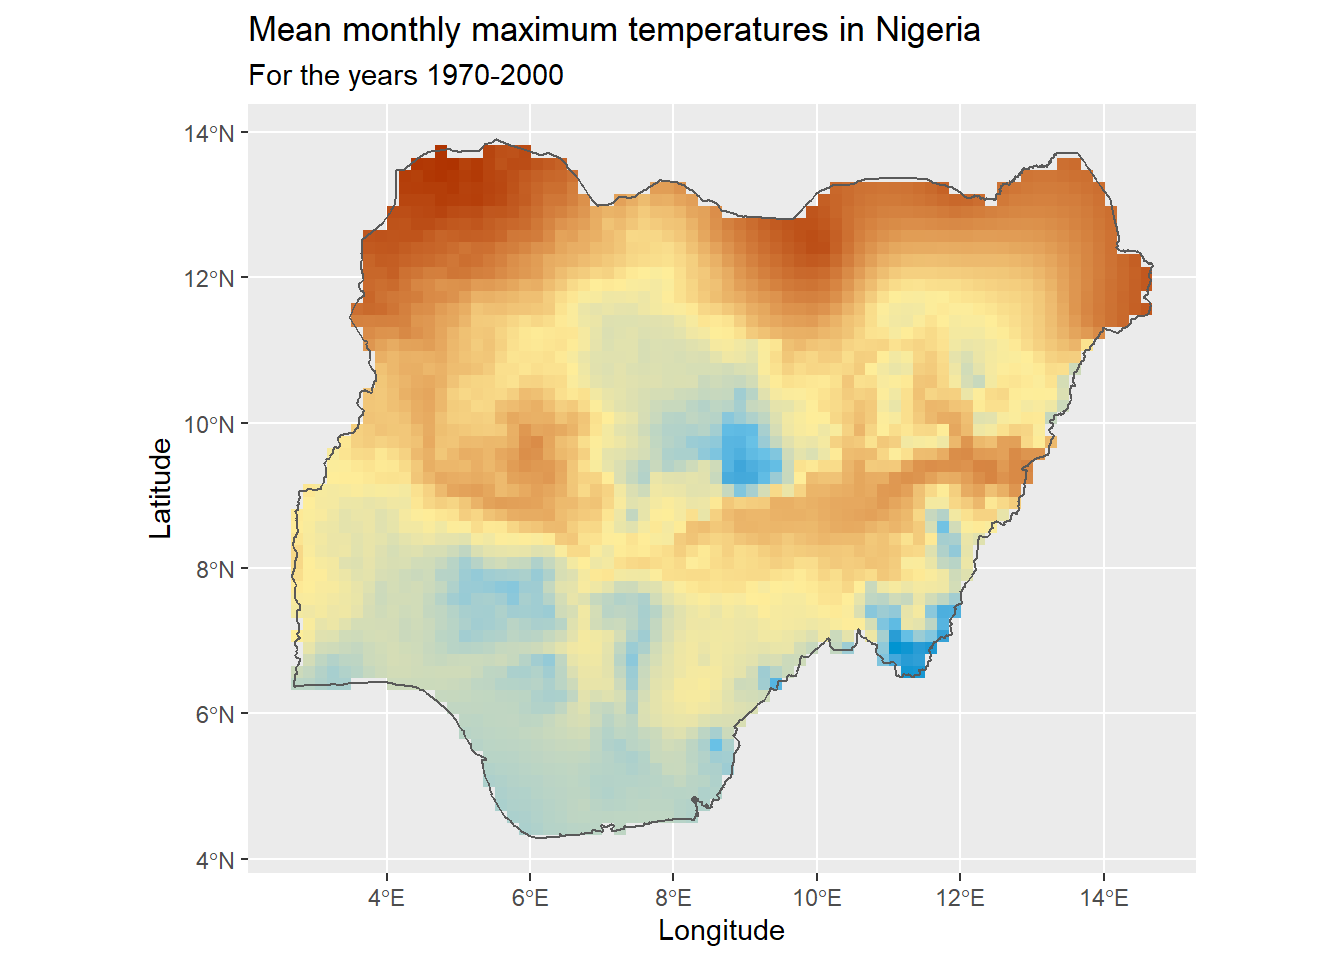 Mean monthly maximum temperatures in Nigeria
For the years 1970-2000
14°N
12°N
10°N
8°N
6°N
4°N
Latitude
4°E 6°E 8°E 10°E 12°E 14°E
Longitude